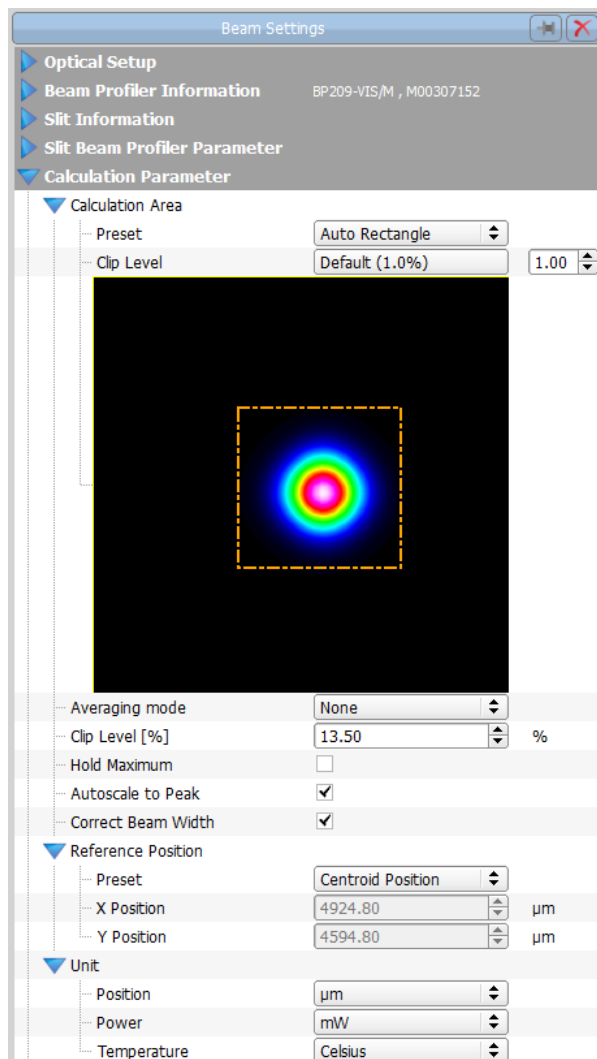 Beam Settings
Optical Setup
Beam Profiler Information BP209-VIS/M , M00307152
Slit Information
Slit Beam Profiler Parameter
Calculation Parameter
Calculation Area
Preset Auto Rectangle
Clip Level Default (1.0%) 1.00
Averaging mode None
Clip Level [%] 13.50 %
Hold Maximum
Autoscale to Peak
Correct Beam Width
Reference Position
Preset Centroid Position
X Position 4924.80 µm
Y Position 4594.80 µm
Unit
Position µm
Power mW
Temperature Celsius